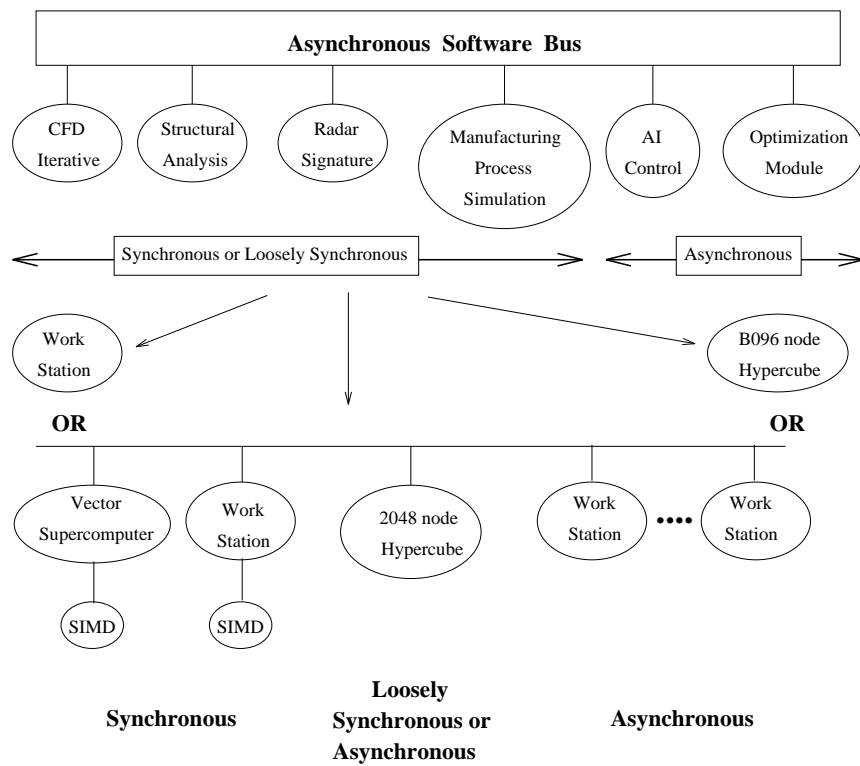 Asynchronous Software Bus
CFD
Iterative
Structural
Analysis
Radar
Signature
Manufacturing
Process
Simulation
AI
Control
Optimization
Module
Synchronous or Loosely Synchronous
Asynchronous
Work
Station
B096 node
Hypercube
OR
OR
Vector
Supercomputer
Work
Station
2048 node
Hypercube
Work
Station
Work
Station
SIMD
SIMD
Synchronous
Loosely
Synchronous or
Asynchronous
Asynchronous